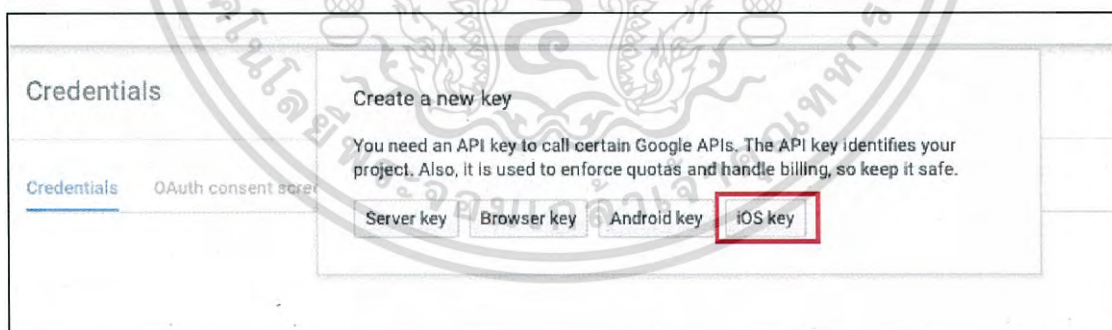 Credentials
Create a new key
You need an API key to call certain Google APIs. The API key identifies your
project. Also, it is used to enforce quotas and handle billing, so keep it safe.
Credentials OAuth consent
Server key Browser key Android key iOS key